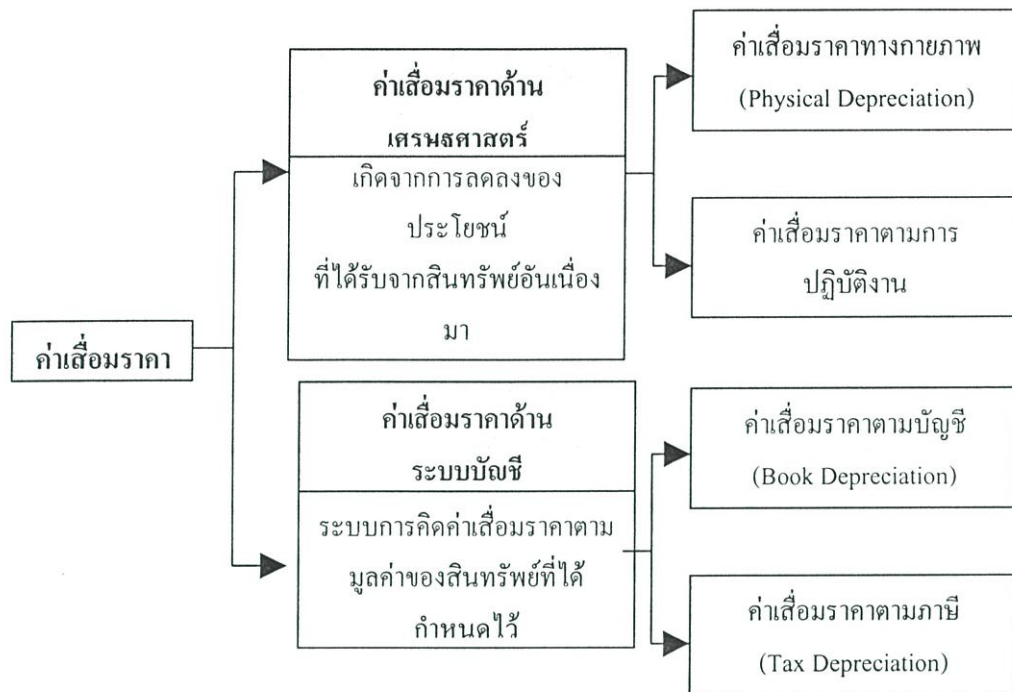 ค่าเสื่อมราคา
ค่าเสื่อมราคาด้าน
เศรษฐศาสตร์
เกิดจากการลดลงของ
ประโยชน์
ที่ได้รับจากสินทรัพย์อันเนื่อง
มา
ค่าเสื่อมราคาทางกายภาพ
(Physical Depreciation)
ค่าเสื่อมราคาตามการ
ปฏิบัติงาน
ค่าเสื่อมราคาด้าน
ระบบบัญชี
ระบบการคิดค่าเสื่อมราคาตาม
มูลค่าของสินทรัพย์ที่ได้
กำหนดไว้
ค่าเสื่อมราคาตามบัญชี
(Book Depreciation)
ค่าเสื่อมราคาตามภาษี
(Tax Depreciation)